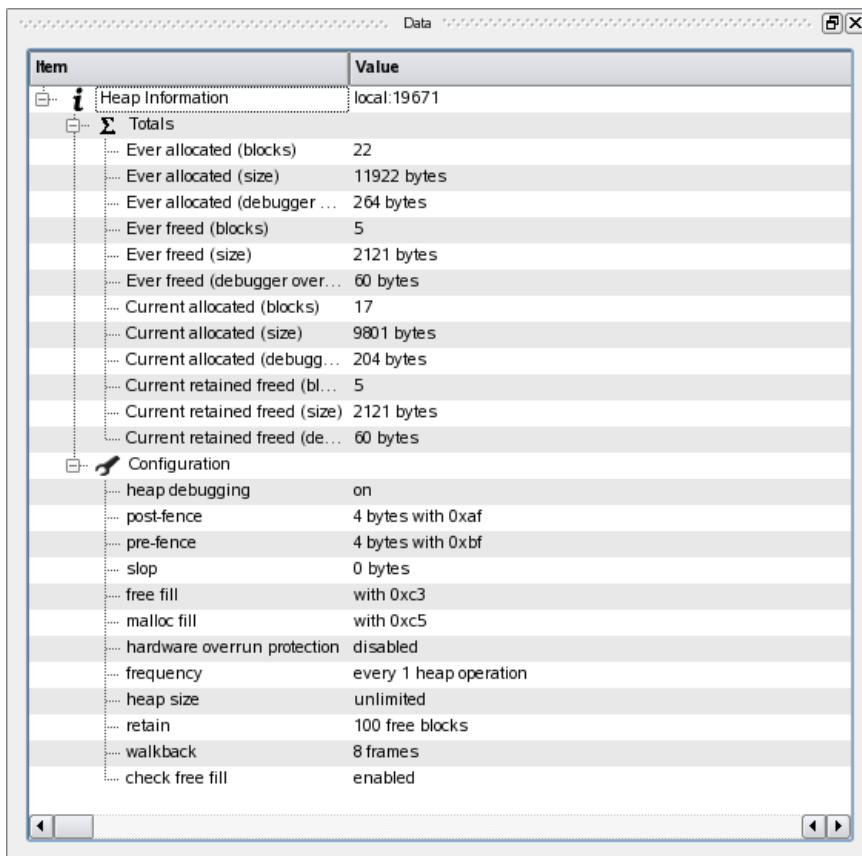 Data
Item Value
Heap Information local:19671
Totals
Ever allocated (blocks) 22
Ever allocated (size) 11922 bytes
Ever allocated (debugger ... 264 bytes
Ever freed (blocks) 5
Ever freed (size) 2121 bytes
Ever freed (debugger over... 60 bytes
Current allocated (blocks) 17
Current allocated (size) 9801 bytes
Current allocated (debugg... 204 bytes
Current retained freed (bl... 5
Current retained freed (size) 2121 bytes
Current retained freed (de... 60 bytes
Configuration
heap debugging on
post-fence 4 bytes with 0xaf
pre-fence 4 bytes with 0xbf
slop 0 bytes
free fill with 0xc3
malloc fill with 0xc5
hardware overrun protection disabled
frequency every 1 heap operation
heap size unlimited
retain 100 free blocks
walkback 8 frames
check free fill enabled